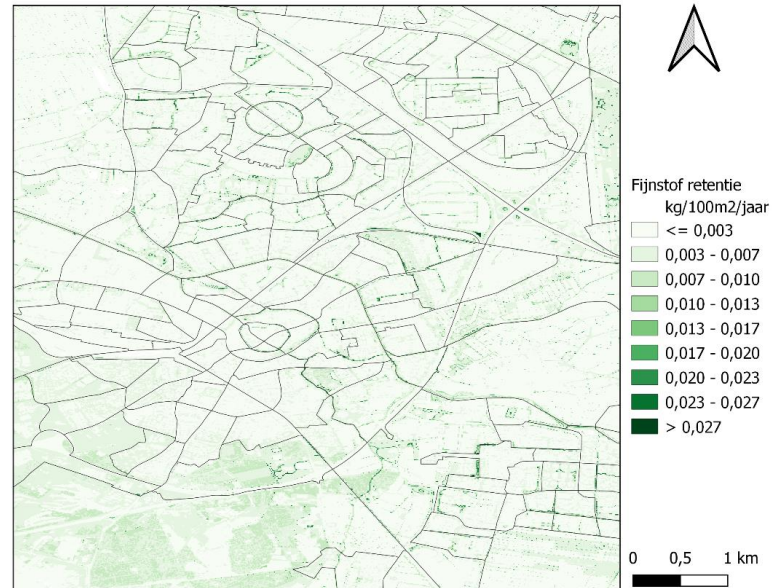 Fijnstof retentie
kg/100m2/jaar
<= 0,003
0,003 - 0,007
0,007 - 0,010
0,010 - 0,013
0,013 - 0,017
0,017 - 0,020
0,020 - 0,023
0,023 - 0,027
> 0,027
0 0,5 1 km